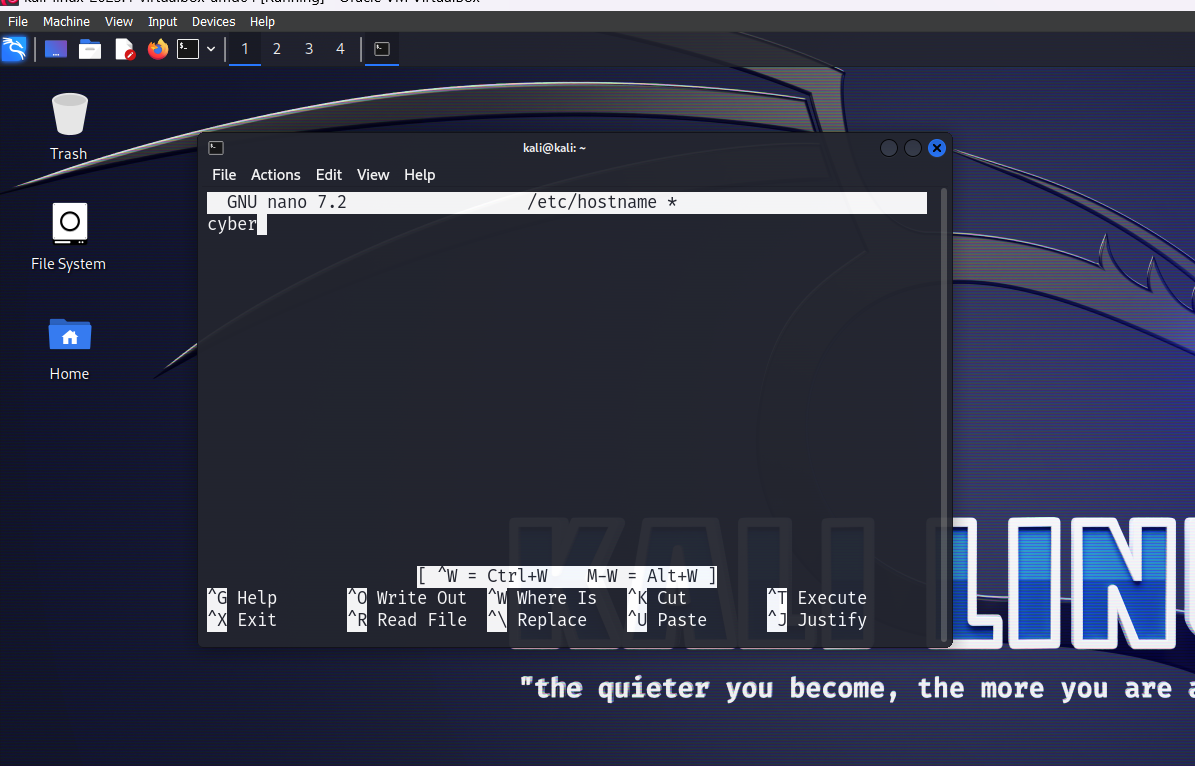 File Machine View Input Devices Help
1 2 3 4
Trash
File System
Home
kali@kali: ~
File Actions Edit View Help
GNU nano 7.2 /etc/hostname *
cyber
[ ^W = Ctrl+W M-W = Alt+W ]
^G Help ^O Write Out ^W Where Is ^K Cut ^T Execute
^X Exit ^R Read File ^\ Replace ^U Paste ^J Justify
KALI LINU
"the quieter you become, the more you are a